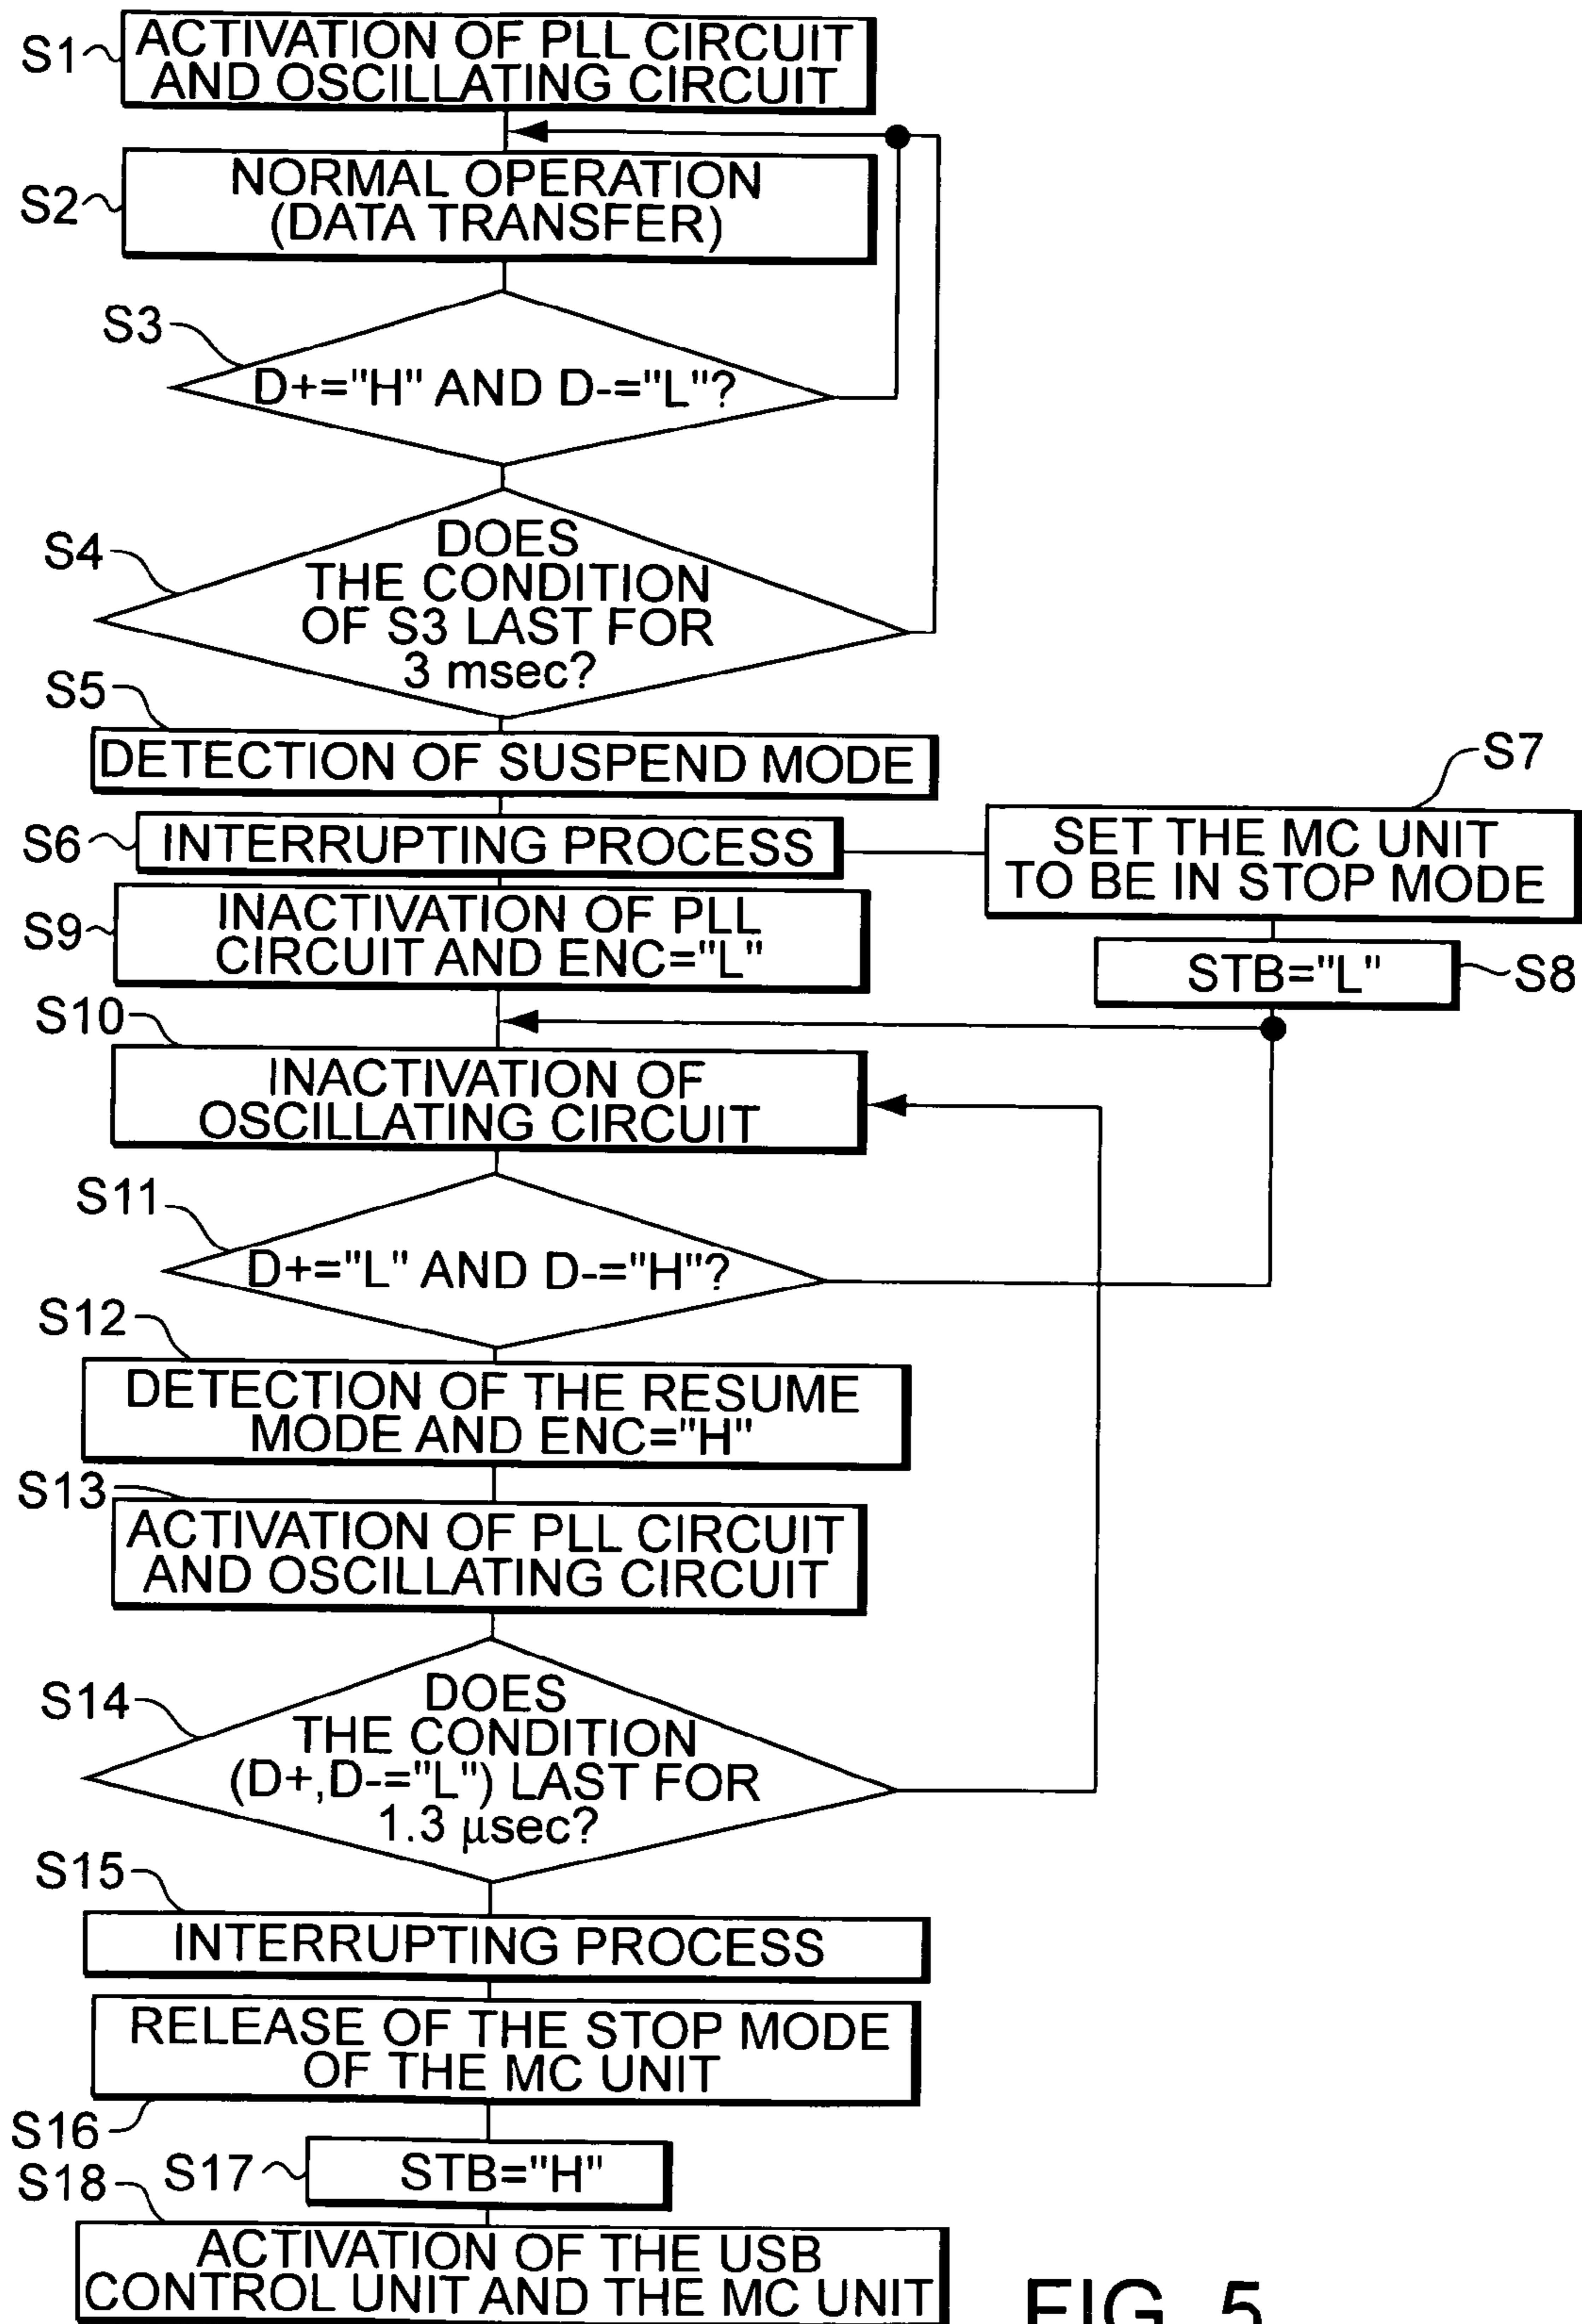 S1
ACTIVATION OF PLL CIRCUIT
AND OSCILLATING CIRCUIT
S2
NORMAL OPERATION
(DATA TRANSFER)
S3
D+="H" AND D-="L"?
S4
DOES
THE CONDITION
OF S3 LAST FOR
3 msec?
S5
DETECTION OF SUSPEND MODE
S6
INTERRUPTING PROCESS
S7
SET THE MC UNIT
TO BE IN STOP MODE
S8
STB="L"
S9
INACTIVATION OF PLL
CIRCUIT AND ENC="L"
S10
INACTIVATION OF
OSCILLATING CIRCUIT
S11
D+="L" AND D-="H"?
S12
DETECTION OF THE RESUME
MODE AND ENC="H"
S13
ACTIVATION OF PLL CIRCUIT
AND OSCILLATING CIRCUIT
S14
DOES
THE CONDITION
(D+,D-="L") LAST FOR
1.3 μsec?
S15
INTERRUPTING PROCESS
RELEASE OF THE STOP MODE
OF THE MC UNIT
S16
S17
STB="H"
S18
ACTIVATION OF THE USB
CONTROL UNIT AND THE MC UNIT
FIG. 5